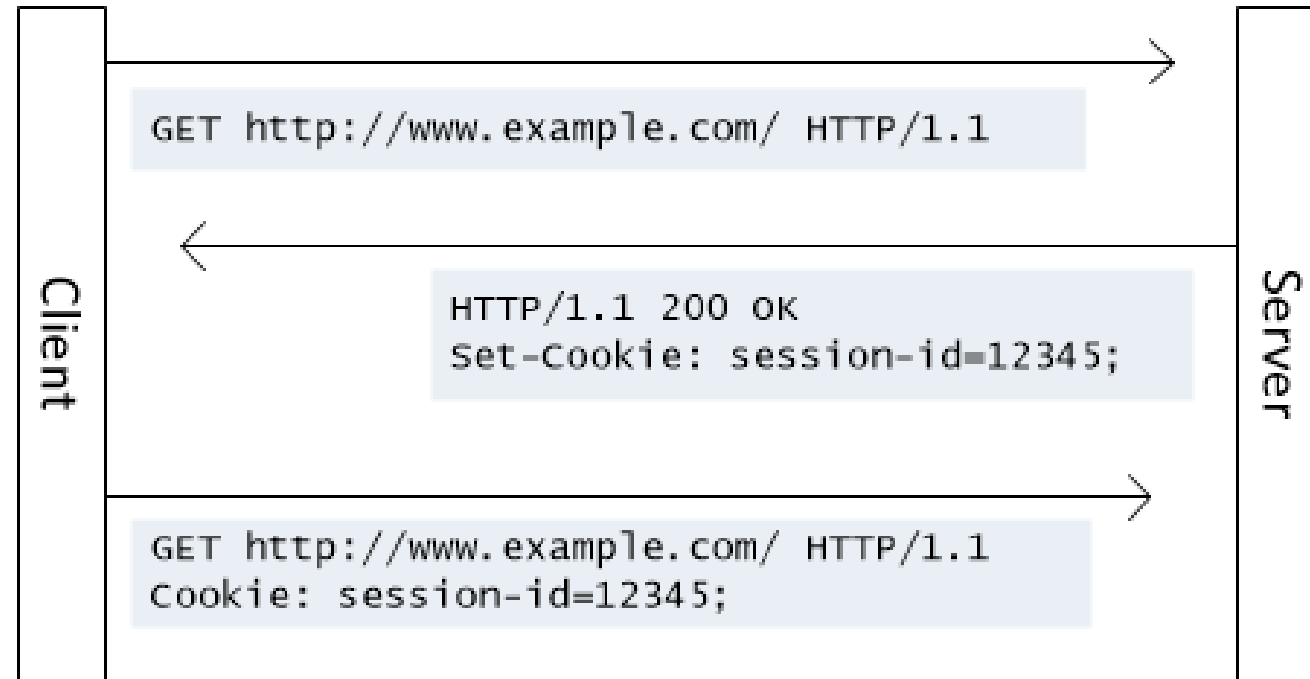 Client
Server
GET http://www.example.com/ HTTP/1.1
HTTP/1.1 200 OK
Set-Cookie: session-id=12345;
GET http://www.example.com/ HTTP/1.1
Cookie: session-id=12345;